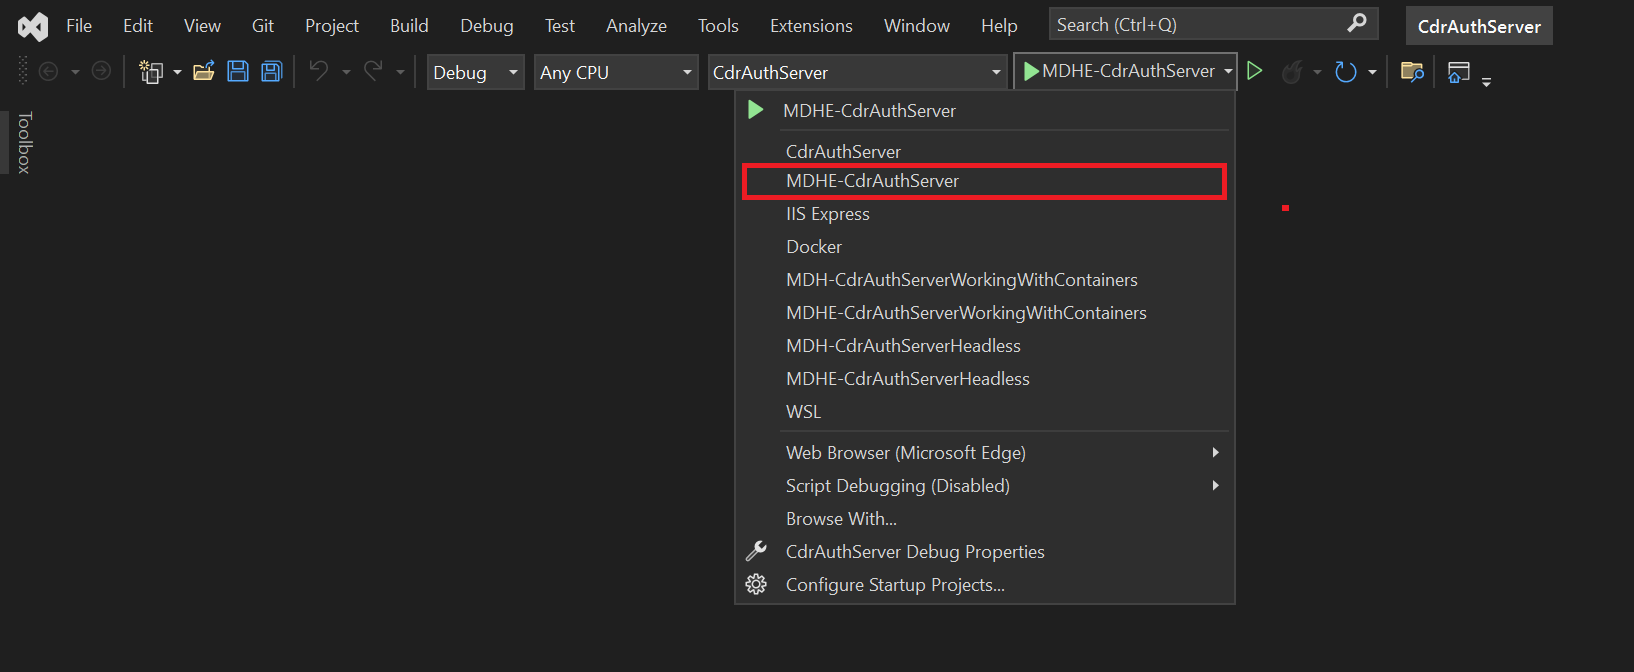 File Edit View Git Project Build Debug Test Analyze Tools Extensions Window Help Search (Ctrl+Q) CdrAuthServer
Debug Any CPU CdrAuthServer MDHE-CdrAuthServer
Toolbox
MDHE-CdrAuthServer
CdrAuthServer
MDHE-CdrAuthServer
IIS Express
Docker
MDH-CdrAuthServerWorkingWithContainers
MDHE-CdrAuthServerWorkingWithContainers
MDH-CdrAuthServerHeadless
MDHE-CdrAuthServerHeadless
WSL
Web Browser (Microsoft Edge)
Script Debugging (Disabled)
Browse With...
CdrAuthServer Debug Properties
Configure Startup Projects...